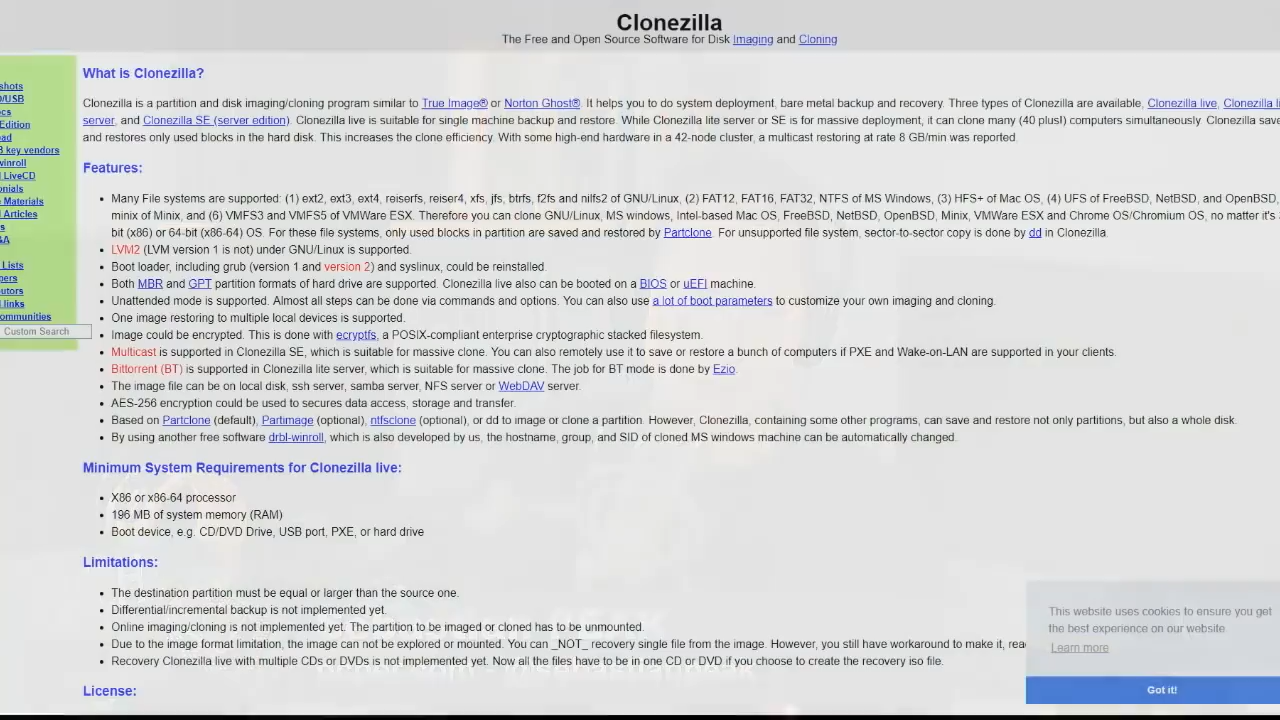 Clonezilla
The Free and Open Source Software for Disk Imaging and Cloning
shots
D/USB
cs
Edition
ad
B key vendors
winroll
LiveCD
onials
Materials
Articles
s
&A
Lists
pers
outors
links
ommunities
Custom Search
What is Clonezilla?
Clonezilla is a partition and disk imaging/cloning program similar to True Image® or Norton Ghost®. It helps you to do system deployment, bare metal backup and recovery. Three types of Clonezilla are available, Clonezilla live, Clonezilla li
server, and Clonezilla SE (server edition). Clonezilla live is suitable for single machine backup and restore. While Clonezilla lite server or SE is for massive deployment, it can clone many (40 plus!) computers simultaneously. Clonezilla save
and restores only used blocks in the hard disk. This increases the clone efficiency. With some high-end hardware in a 42-node cluster, a multicast restoring at rate 8 GB/min was reported.
Features:
• Many File systems are supported: (1) ext2, ext3, ext4, reiserfs, reiser4, xfs, jfs, btrfs, f2fs and nilfs2 of GNU/Linux, (2) FAT12, FAT16, FAT32, NTFS of MS Windows, (3) HFS+ of Mac OS, (4) UFS of FreeBSD, NetBSD, and OpenBSD,
minix of Minix, and (6) VMFS3 and VMFS5 of VMWare ESX. Therefore you can clone GNU/Linux, MS windows, Intel-based Mac OS, FreeBSD, NetBSD, OpenBSD, Minix, VMWare ESX and Chrome OS/Chromium OS, no matter it's
bit (x86) or 64-bit (x86-64) OS. For these file systems, only used blocks in partition are saved and restored by Partclone. For unsupported file system, sector-to-sector copy is done by dd in Clonezilla.
• LVM2 (LVM version 1 is not) under GNU/Linux is supported.
• Boot loader, including grub (version 1 and version 2) and syslinux, could be reinstalled.
• Both MBR and GPT partition formats of hard drive are supported. Clonezilla live also can be booted on a BIOS or uEFI machine.
• Unattended mode is supported. Almost all steps can be done via commands and options. You can also use a lot of boot parameters to customize your own imaging and cloning.
• One image restoring to multiple local devices is supported.
• Image could be encrypted. This is done with ecryptfs, a POSIX-compliant enterprise cryptographic stacked filesystem.
• Multicast is supported in Clonezilla SE, which is suitable for massive clone. You can also remotely use it to save or restore a bunch of computers if PXE and Wake-on-LAN are supported in your clients.
• Bittorrent (BT) is supported in Clonezilla lite server, which is suitable for massive clone. The job for BT mode is done by Ezio.
• The image file can be on local disk, ssh server, samba server, NFS server or WebDAV server.
• AES-256 encryption could be used to secures data access, storage and transfer.
• Based on Partclone (default), Partimage (optional), ntfsclone (optional), or dd to image or clone a partition. However, Clonezilla, containing some other programs, can save and restore not only partitions, but also a whole disk.
• By using another free software drbl-winroll, which is also developed by us, the hostname, group, and SID of cloned MS windows machine can be automatically changed.
Minimum System Requirements for Clonezilla live:
• X86 or x86-64 processor
• 196 MB of system memory (RAM)
• Boot device, e.g. CD/DVD Drive, USB port, PXE, or hard drive
Limitations:
• The destination partition must be equal or larger than the source one.
• Differential/incremental backup is not implemented yet.
• Online imaging/cloning is not implemented yet. The partition to be imaged or cloned has to be unmounted.
• Due to the image format limitation, the image can not be explored or mounted. You can _NOT_ recovery single file from the image. However, you still have workaround to make it, rea
• Recovery Clonezilla live with multiple CDs or DVDs is not implemented yet. Now all the files have to be in one CD or DVD if you choose to create the recovery iso file.
License:
This website uses cookies to ensure you get
the best experience on our website
Learn more
Got it!